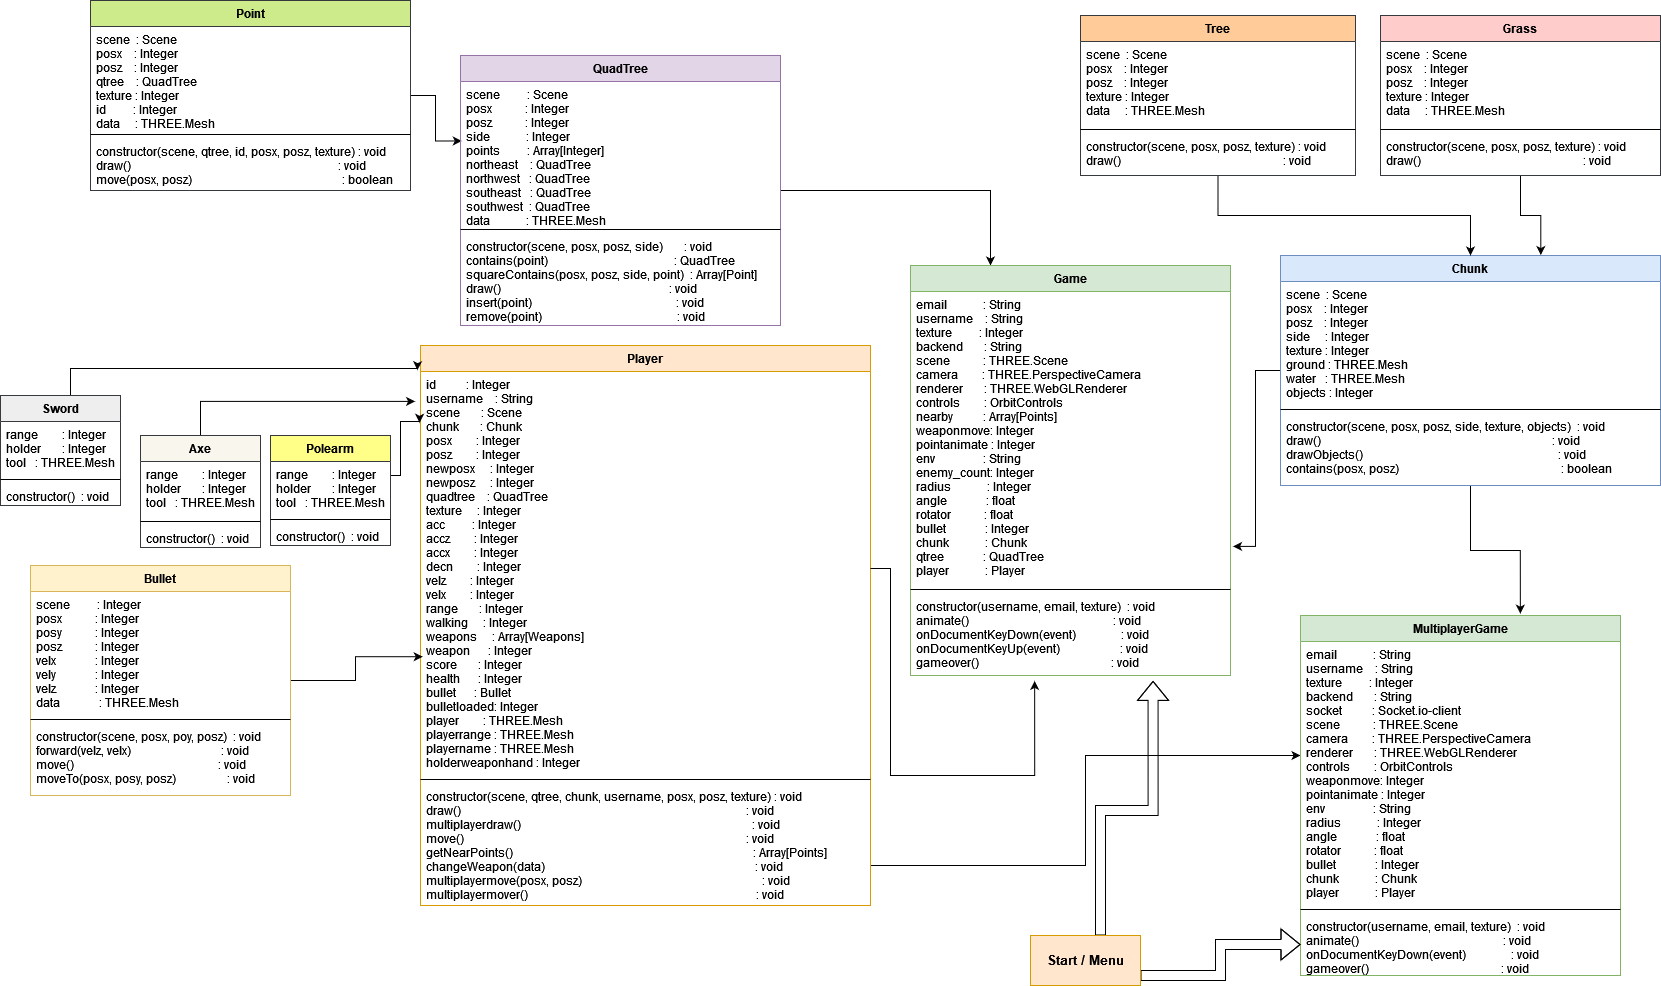 Point
scene : Scene
posx : Integer
posz : Integer
qtree : QuadTree
texture : Integer
id : Integer
data : THREE.Mesh
constructor(scene, qtree, id, posx, posz, texture) : void
draw() : void
move(posx, posz) : boolean
QuadTree
scene : Scene
posx : Integer
posz : Integer
side : Integer
points : Array[Integer]
northeast : QuadTree
northwest : QuadTree
southeast : QuadTree
southwest : QuadTree
data : THREE.Mesh
constructor(scene, posx, posz, side) : void
contains(point) : QuadTree
squareContains(posx, posz, side, point) : Array[Point]
draw() : void
insert(point) : void
remove(point) : void
Tree
scene : Scene
posx : Integer
posz : Integer
texture : Integer
data : THREE.Mesh
constructor(scene, posx, posz, texture) : void
draw() : void
Grass
scene : Scene
posx : Integer
posz : Integer
texture : Integer
data : THREE.Mesh
constructor(scene, posx, posz, texture) : void
draw() : void
Game
email : String
username : String
texture : Integer
backend : String
scene : THREE.Scene
camera : THREE.PerspectiveCamera
renderer : THREE.WebGLRenderer
controls : OrbitControls
nearby : Array[Points]
weaponmove: Integer
pointanimate : Integer
env : String
enemy_count: Integer
radius : Integer
angle : float
rotator : float
bullet : Integer
chunk : Chunk
qtree : QuadTree
player : Player
constructor(username, email, texture) : void
animate() : void
onDocumentKeyDown(event) : void
onDocumentKeyUp(event) : void
gameover() : void
Chunk
scene : Scene
posx : Integer
posz : Integer
side : Integer
texture : Integer
ground : THREE.Mesh
water : THREE.Mesh
objects : Integer
constructor(scene, posx, posz, side, texture, objects) : void
draw() : void
drawObjects() : void
contains(posx, posz) : boolean
Sword
range : Integer
holder : Integer
tool : THREE.Mesh
constructor() : void
Axe
range : Integer
holder : Integer
tool : THREE.Mesh
constructor() : void
Polearm
range : Integer
holder : Integer
tool : THREE.Mesh
constructor() : void
Bullet
scene : Integer
posx : Integer
posy : Integer
posz : Integer
velx : Integer
vely : Integer
velz : Integer
data : THREE.Mesh
constructor(scene, posx, poy, posz) : void
forward(velz, velx) : void
move() : void
moveTo(posx, posy, posz) : void
Player
id : Integer
username : String
scene : Scene
chunk : Chunk
posx : Integer
posz : Integer
newposx : Integer
newposz : Integer
quadtree : QuadTree
texture : Integer
acc : Integer
accz : Integer
accx : Integer
decn : Integer
velz : Integer
velx : Integer
range : Integer
walking : Integer
weapons : Array[Weapons]
weapon : Integer
score : Integer
health : Integer
bullet : Bullet
bulletloaded: Integer
player : THREE.Mesh
playerrange : THREE.Mesh
playername : THREE.Mesh
holderweaponhand : Integer
constructor(scene, qtree, chunk, username, posx, posz, texture) : void
draw() : void
multiplayerdraw() : void
move() : void
getNearPoints() : Array[Points]
changeWeapon(data) : void
multiplayermove(posx, posz) : void
multiplayermover() : void
MultiplayerGame
email : String
username : String
texture : Integer
backend : String
socket : Socket.io-client
scene : THREE.Scene
camera : THREE.PerspectiveCamera
renderer : THREE.WebGLRenderer
controls : OrbitControls
weaponmove: Integer
pointanimate : Integer
env : String
radius : Integer
angle : float
rotator : float
bullet : Integer
chunk : Chunk
player : Player
constructor(username, email, texture) : void
animate() : void
onDocumentKeyDown(event) : void
gameover() : void
Start / Menu